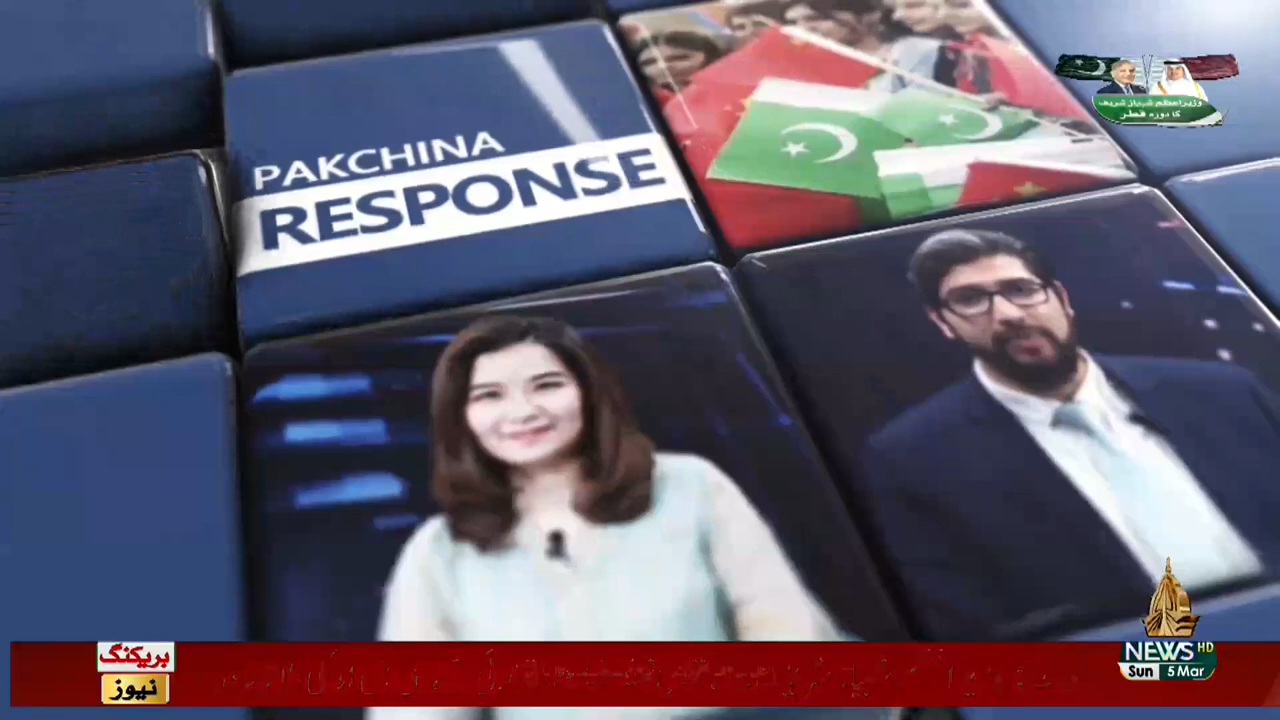 PAKCHINA
RESPONSE
وزیراعظم شہباز شریف
کا دورہ قطر
بریکنگ
نیوز
NEWS HD
Sun 5 Mar